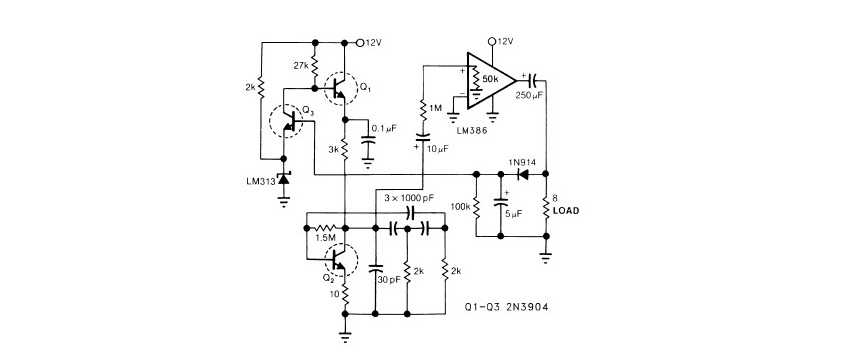 12V
12V
27k
2k
Q1
Q3
+
50k
−
+
250 µF
1M
LM386
0.1 µF
+
10 µF
3k
1N914
LM313
3 × 1000 pF
100k
+
5 µF
8
LOAD
1.5M
Q2
30 pF
2k
2k
10
Q1–Q3 2N3904